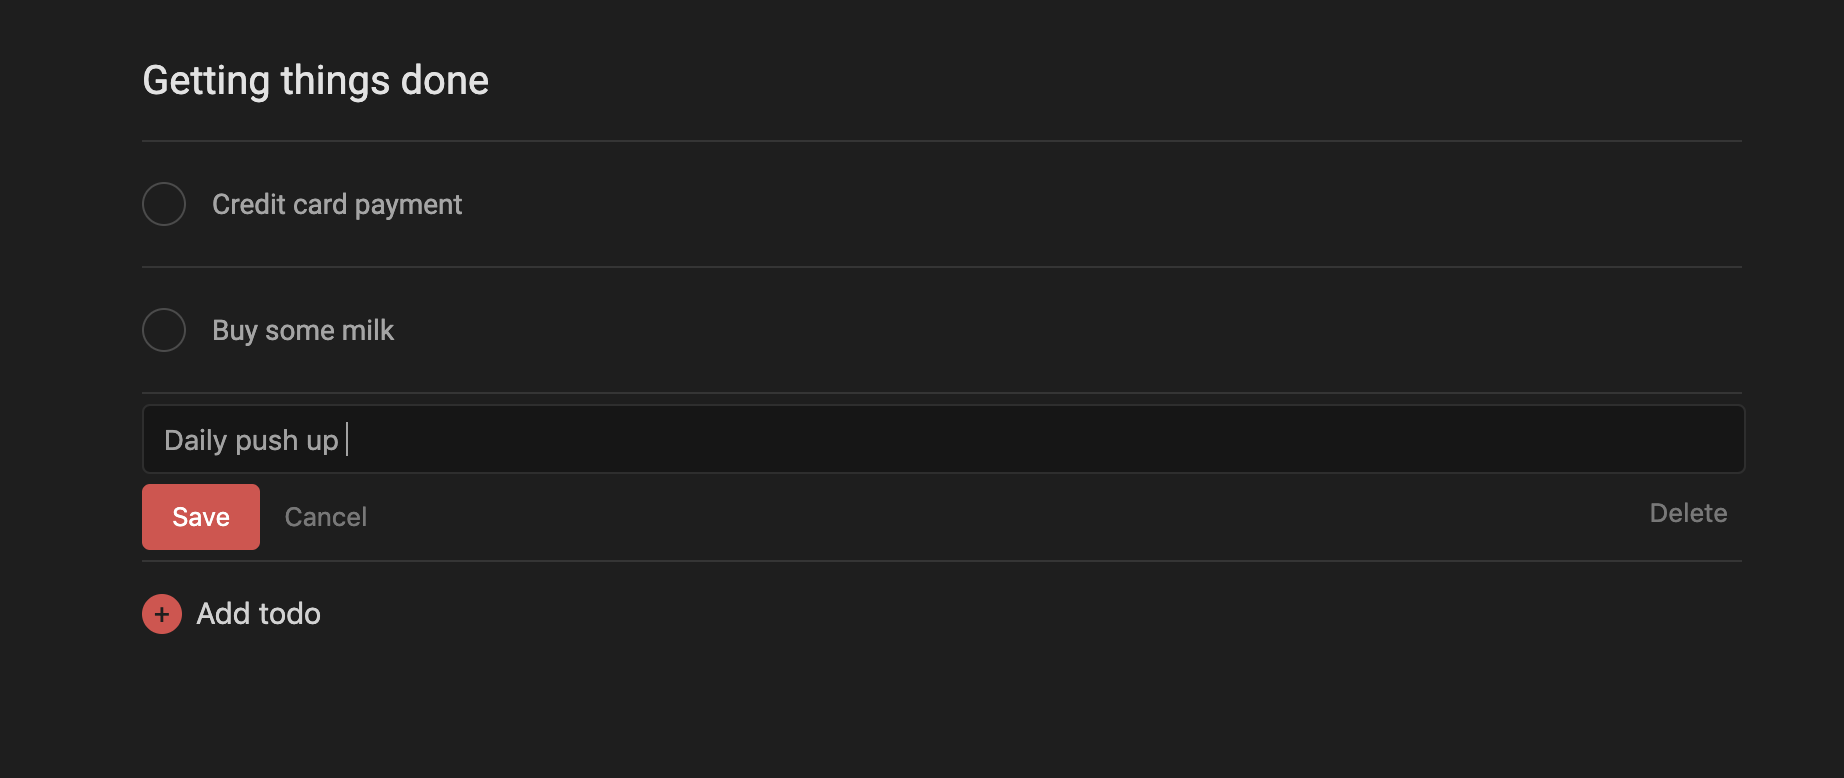 Getting things done
Credit card payment
Buy some milk
Daily push up
Save Cancel Delete
+ Add todo